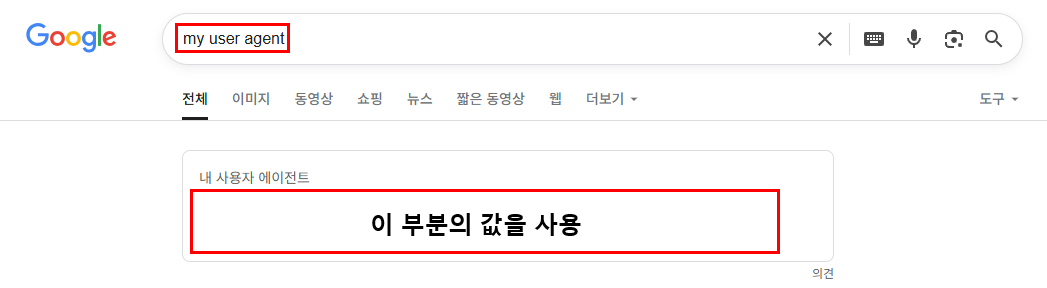 Google
my user agent
전체 이미지 동영상 쇼핑 뉴스 짧은 동영상 웹 더보기 도구
내 사용자 에이전트
이 부분의 값을 사용
의견